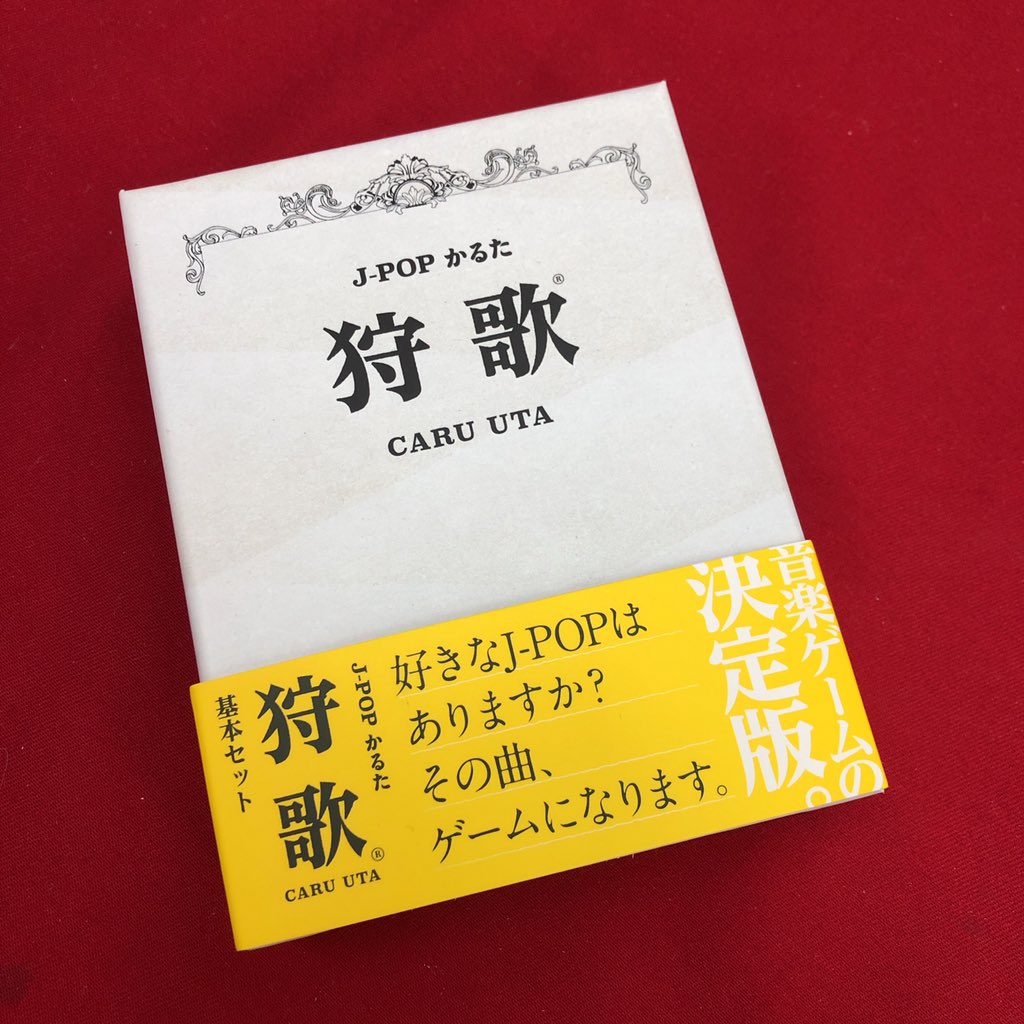 J-POP かるた
狩歌®
CARU UTA
音楽ゲームの
決定版。
好きなJ-POPは
ありますか?
その曲、
ゲームになります。
J-POP かるた
狩歌®
CARU UTA
基本セット